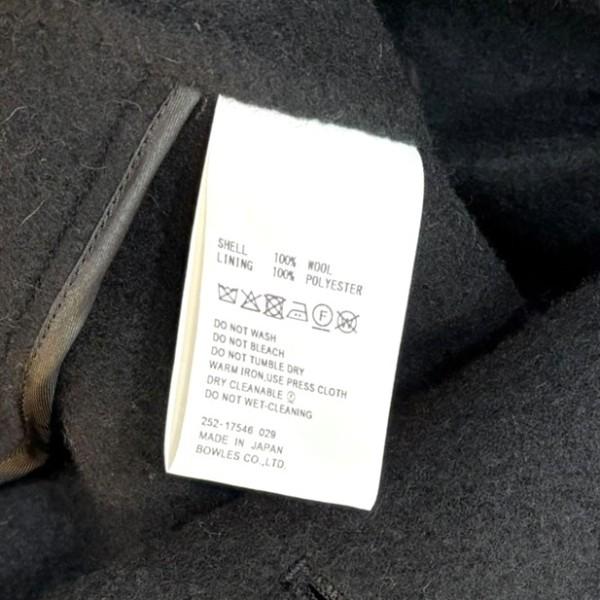 SHELL 100% WOOL
LINING 100% POLYESTER
F W
DO NOT WASH
DO NOT BLEACH
DO NOT TUMBLE DRY
WARM IRON,USE PRESS CLOTH
DRY CLEANABLE Ⓕ
DO NOT WET-CLEANING
252-17546 029
MADE IN JAPAN
BOWLES CO.,LTD.